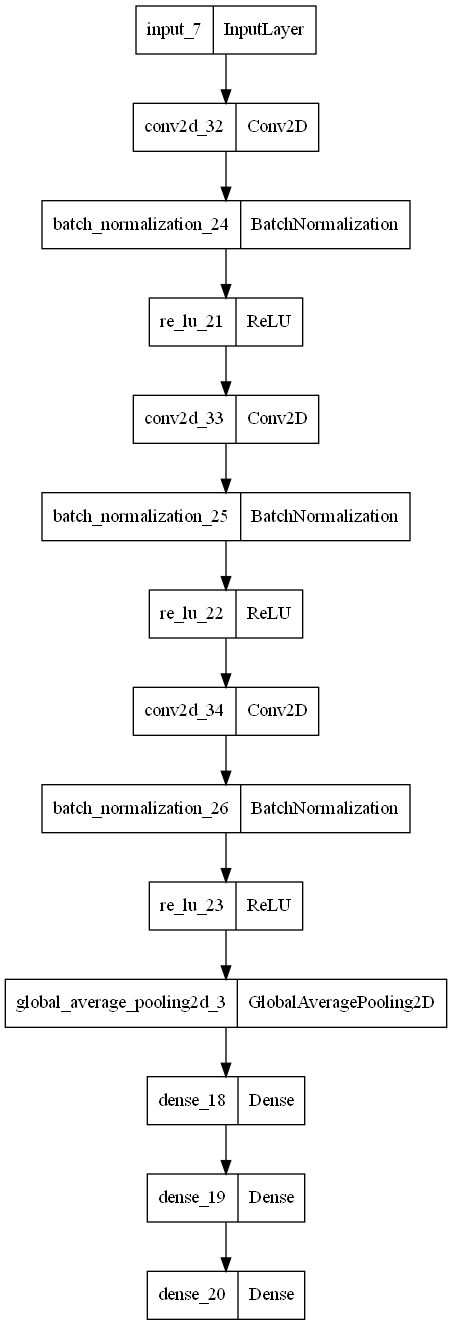 input_7 InputLayer
conv2d_32 Conv2D
batch_normalization_24 BatchNormalization
re_lu_21 ReLU
conv2d_33 Conv2D
batch_normalization_25 BatchNormalization
re_lu_22 ReLU
conv2d_34 Conv2D
batch_normalization_26 BatchNormalization
re_lu_23 ReLU
global_average_pooling2d_3 GlobalAveragePooling2D
dense_18 Dense
dense_19 Dense
dense_20 Dense